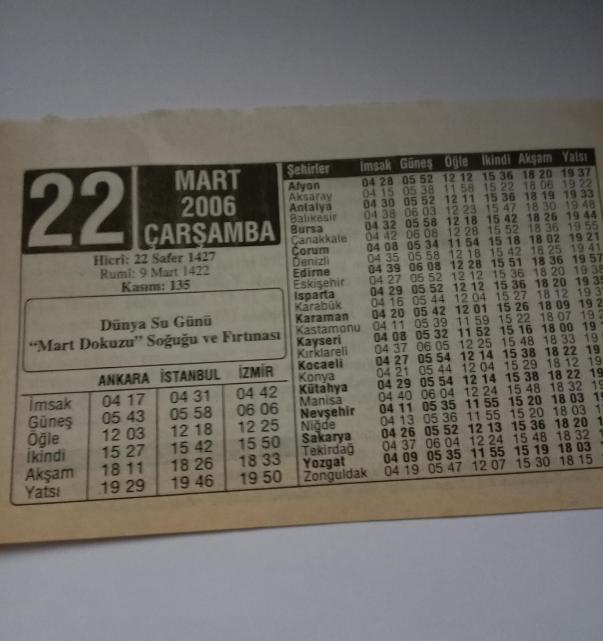 22
MART
2006
ÇARŞAMBA
Hicrî: 22 Safer 1427
Rumî: 9 Mart 1422
Kasım: 135
Dünya Su Günü
“Mart Dokuzu” Soğuğu ve Fırtınası
ANKARA İSTANBUL İZMİR
İmsak 04 17 04 31 04 42
Güneş 05 43 05 58 06 06
Öğle 12 03 12 18 12 25
İkindi 15 27 15 42 15 50
Akşam 18 11 18 26 18 33
Yatsı 19 29 19 46 19 50
Şehirler İmsak Güneş Öğle İkindi Akşam Yatsı
Afyon 04 28 05 52 12 12 15 36 18 20 19 37
Aksaray 04 15 05 38 11 58 15 22 18 06 19 22
Antalya 04 30 05 52 12 11 15 36 18 19 19 33
Balıkesir 04 38 06 03 12 23 15 47 18 30 19 48
Bursa 04 32 05 58 12 18 15 42 18 26 19 44
Çanakkale 04 42 06 08 12 28 15 52 18 36 19 55
Çorum 04 08 05 34 11 54 15 18 18 02 19 21
Denizli 04 35 05 58 12 18 15 42 18 25 19 41
Edirne 04 39 06 08 12 28 15 51 18 36 19 57
Eskişehir 04 27 05 52 12 12 15 36 18 20 19 38
Isparta 04 29 05 52 12 12 15 36 18 20 19 35
Karabük 04 16 05 44 12 04 15 27 18 12 19
Karaman 04 20 05 42 12 01 15 26 18 09 19
Kastamonu 04 11 05 39 11 59 15 22 18 07 19
Kayseri 04 08 05 32 11 52 15 16 18 00 19
Kırklareli 04 37 06 05 12 25 15 48 18 33
Kocaeli 04 27 05 54 12 14 15 38 18 22 19
Konya 04 21 05 44 12 04 15 29 18 12
Kütahya 04 29 05 54 12 14 15 38 18 22 19
Manisa 04 40 06 04 12 24 15 48 18 32
Nevşehir 04 11 05 35 11 55 15 20 18 03
Niğde 04 13 05 36 11 55 15 20 18 03
Sakarya 04 26 05 52 12 13 15 36 18 20
Tekirdağ 04 37 06 04 12 24 15 48 18 32
Yozgat 04 09 05 35 11 55 15 19 18 03
Zonguldak 04 19 05 47 12 07 15 30 18 15